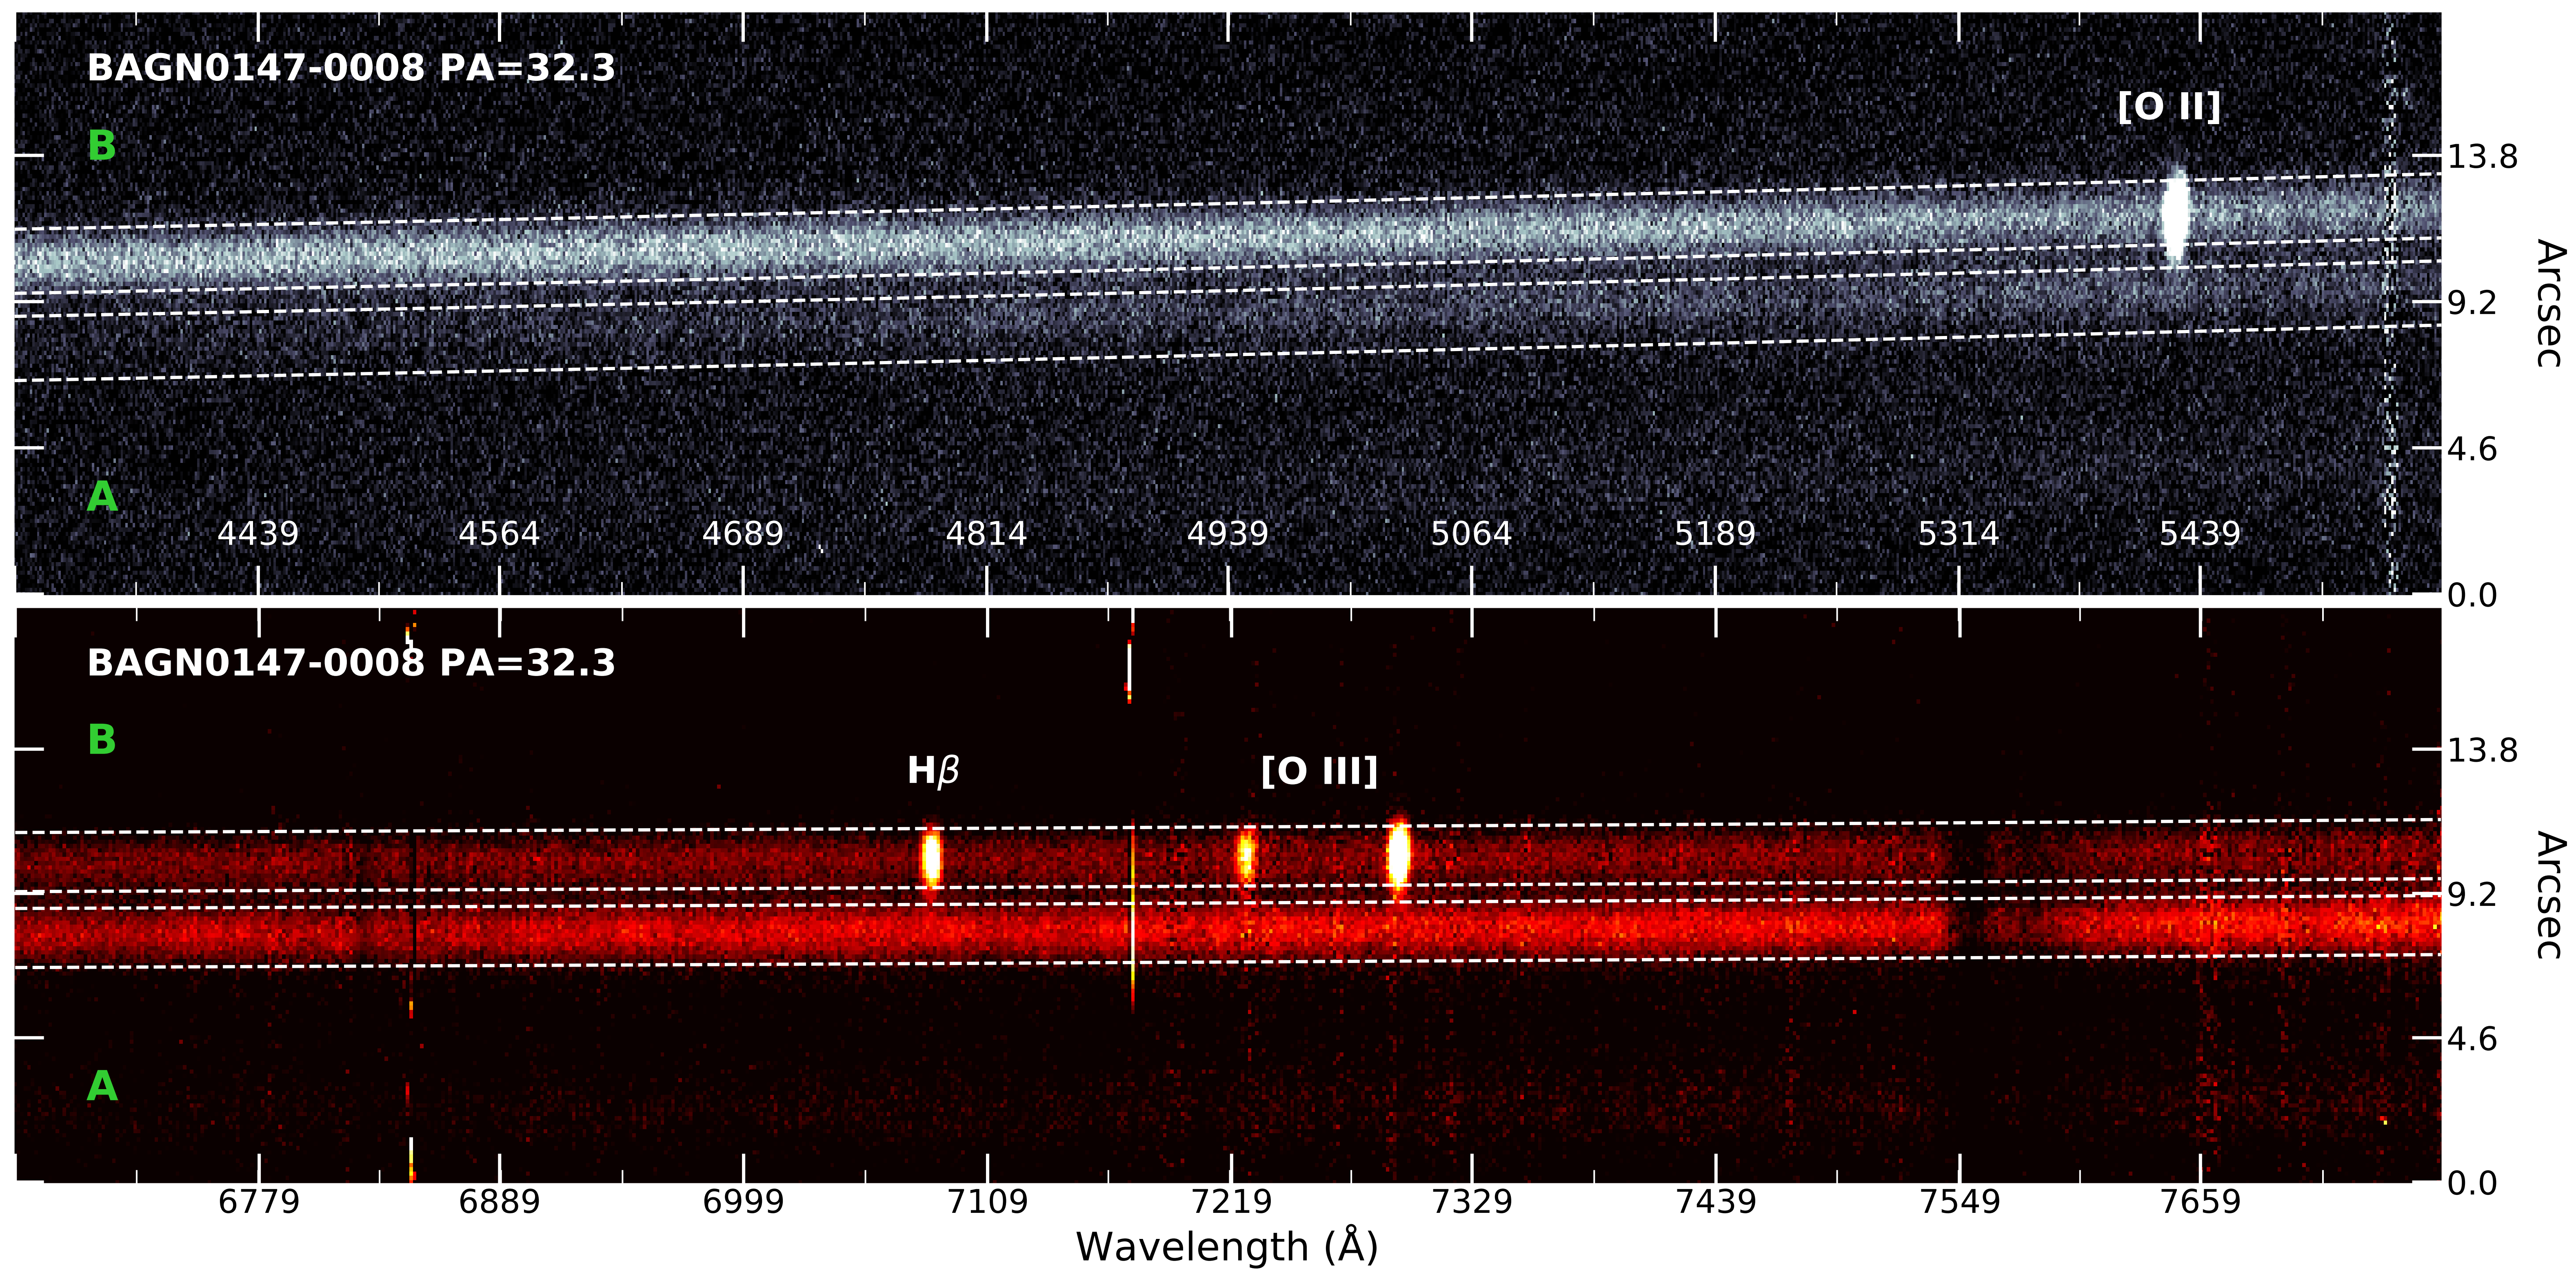 BAGN0147-0008 PA=32.3
[O II]
B
13.8
9.2
Arcsec
4.6
A
4439 4564 4689 4814 4939 5064 5189 5314 5439
0.0
BAGN0147-0008 PA=32.3
B
13.8
Hβ [O III]
9.2
Arcsec
4.6
A
0.0
6779 6889 6999 7109 7219 7329 7439 7549 7659
Wavelength (Å)